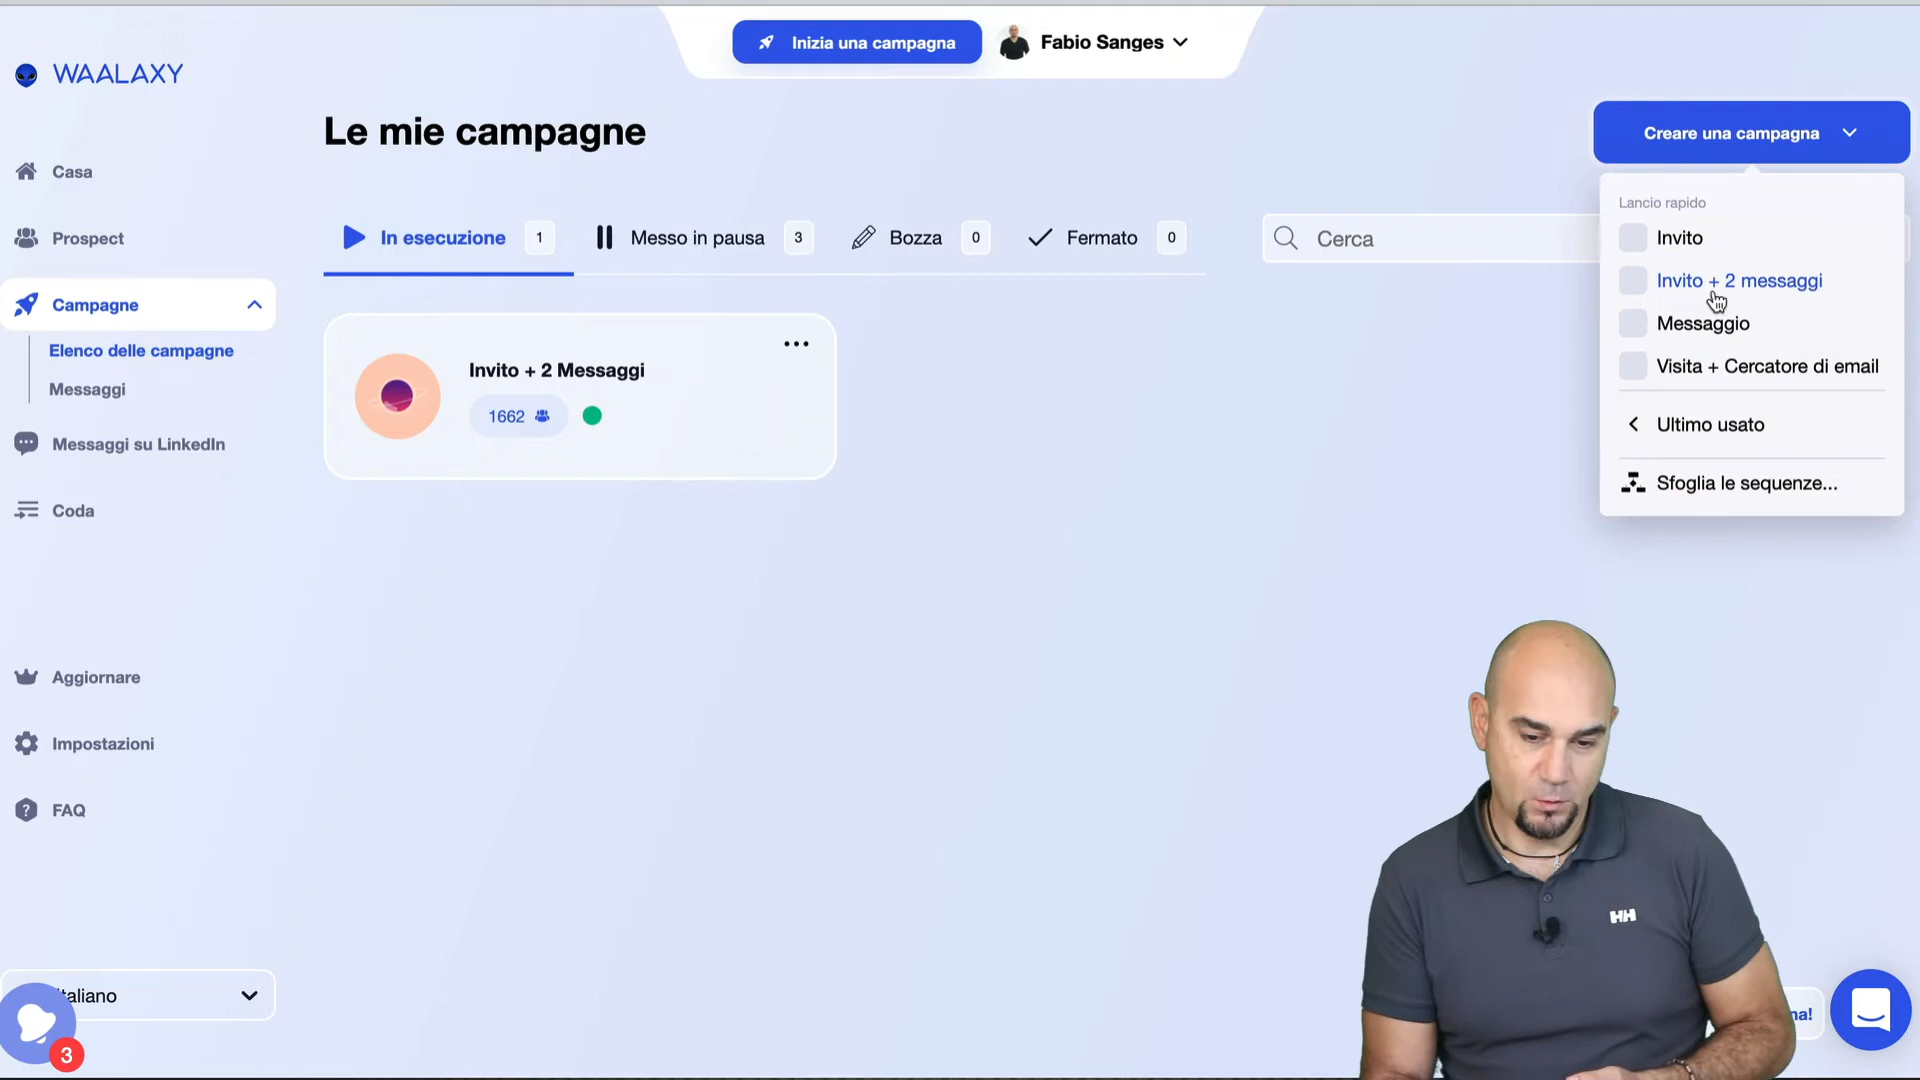 Inizia una campagna
Fabio Sanges
WAALAXY
Le mie campagne
Creare una campagna
Casa
Prospect
Campagne
Elenco delle campagne
Messaggi
Messaggi su LinkedIn
Coda
Aggiornare
Impostazioni
FAQ
In esecuzione 1
Messo in pausa 3
Bozza 0
Fermato 0
Cerca
Invito + 2 Messaggi
1662
Lancio rapido
Invito
Invito + 2 messaggi
Messaggio
Visita + Cercatore di email
Ultimo usato
Sfoglia le sequenze...
HH
taliano
3
na!